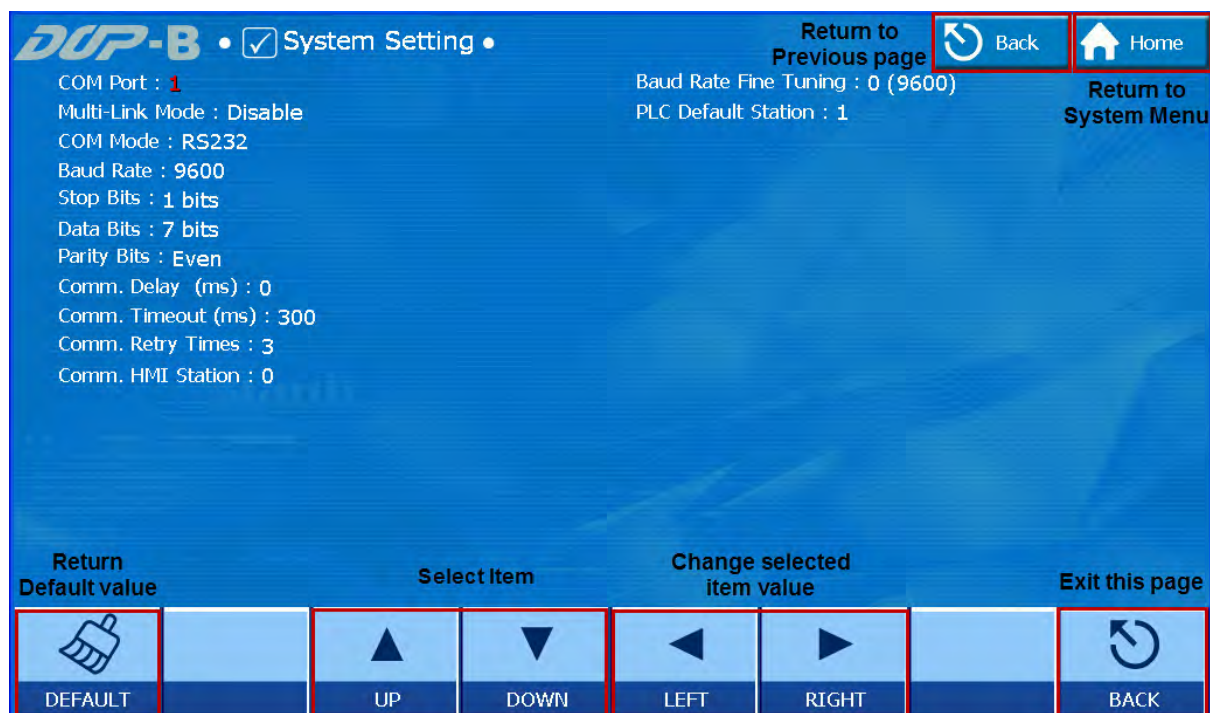 DOP-B • System Setting •
Return to
Previous page
Back
Home
Return to
System Menu
COM Port : 1
Multi-Link Mode : Disable
COM Mode : RS232
Baud Rate : 9600
Stop Bits : 1 bits
Data Bits : 7 bits
Parity Bits : Even
Comm. Delay (ms) : 0
Comm. Timeout (ms) : 300
Comm. Retry Times : 3
Comm. HMI Station : 0
Baud Rate Fine Tuning : 0 (9600)
PLC Default Station : 1
Return
Default value
Select Item
Change selected
item value
Exit this page
DEFAULT
UP
DOWN
LEFT
RIGHT
BACK